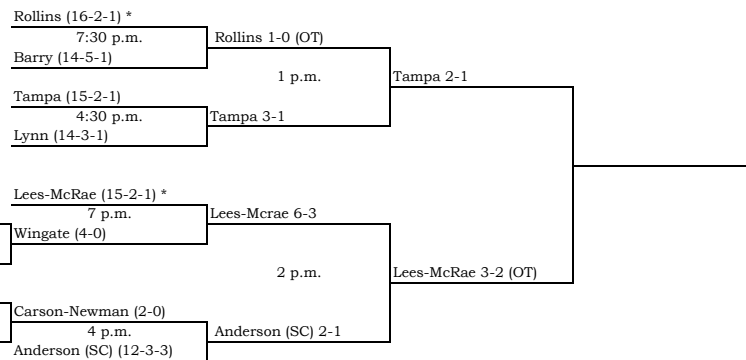 Rollins (16-2-1) *
7:30 p.m.
Rollins 1-0 (OT)
Barry (14-5-1)
1 p.m.
Tampa 2-1
Tampa (15-2-1)
4:30 p.m.
Tampa 3-1
Lynn (14-3-1)
Lees-McRae (15-2-1) *
7 p.m.
Lees-Mcrae 6-3
Wingate (4-0)
2 p.m.
Lees-McRae 3-2 (OT)
Carson-Newman (2-0)
4 p.m.
Anderson (SC) 2-1
Anderson (SC) (12-3-3)